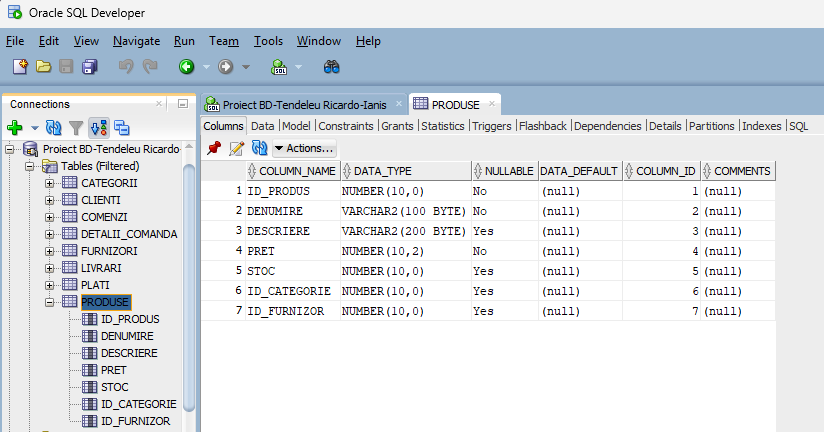 Oracle SQL Developer
File Edit View Navigate Run Team Tools Window Help
SQL
Connections
Proiect BD-Tendeleu Ricardo
Tables (Filtered)
CATEGORII
CLIENTI
COMENZI
DETALII_COMANDA
FURNIZORI
LIVRARI
PLATI
PRODUSE
ID_PRODUS
DENUMIRE
DESCRIERE
PRET
STOC
ID_CATEGORIE
ID_FURNIZOR
SQL Proiect BD-Tendeleu Ricardo-Ianis PRODUSE
Columns Data Model Constraints Grants Statistics Triggers Flashback Dependencies Details Partitions Indexes SQL
Actions...
COLUMN_NAME DATA_TYPE NULLABLE DATA_DEFAULT COLUMN_ID COMMENTS
1 ID_PRODUS NUMBER(10,0) No (null) 1 (null)
2 DENUMIRE VARCHAR2(100 BYTE) No (null) 2 (null)
3 DESCRIERE VARCHAR2(200 BYTE) Yes (null) 3 (null)
4 PRET NUMBER(10,2) No (null) 4 (null)
5 STOC NUMBER(10,0) Yes (null) 5 (null)
6 ID_CATEGORIE NUMBER(10,0) Yes (null) 6 (null)
7 ID_FURNIZOR NUMBER(10,0) Yes (null) 7 (null)